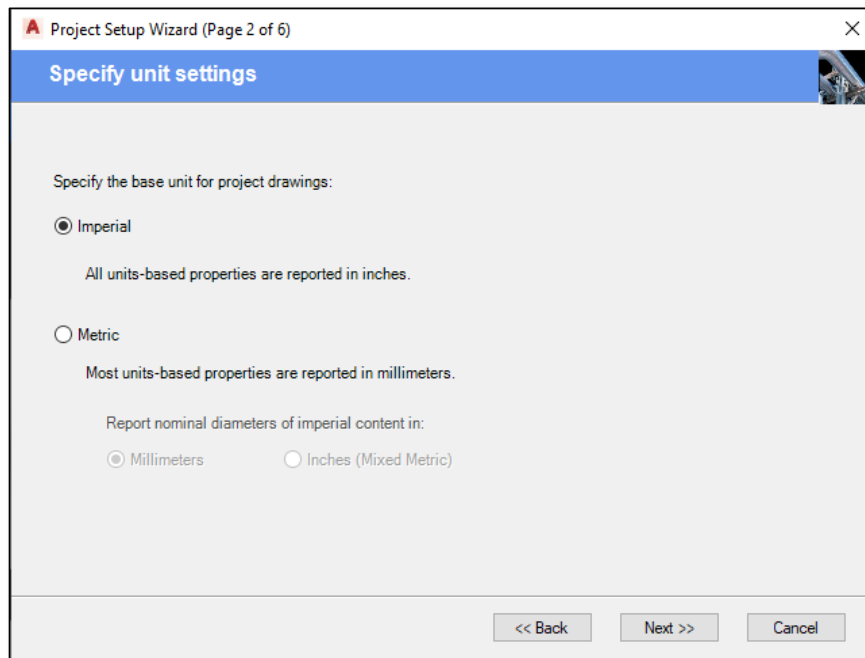 Project Setup Wizard (Page 2 of 6)
Specify unit settings
Specify the base unit for project drawings:
Imperial
All units-based properties are reported in inches.
Metric
Most units-based properties are reported in millimeters.
Report nominal diameters of imperial content in:
Millimeters Inches (Mixed Metric)
<< Back Next >> Cancel